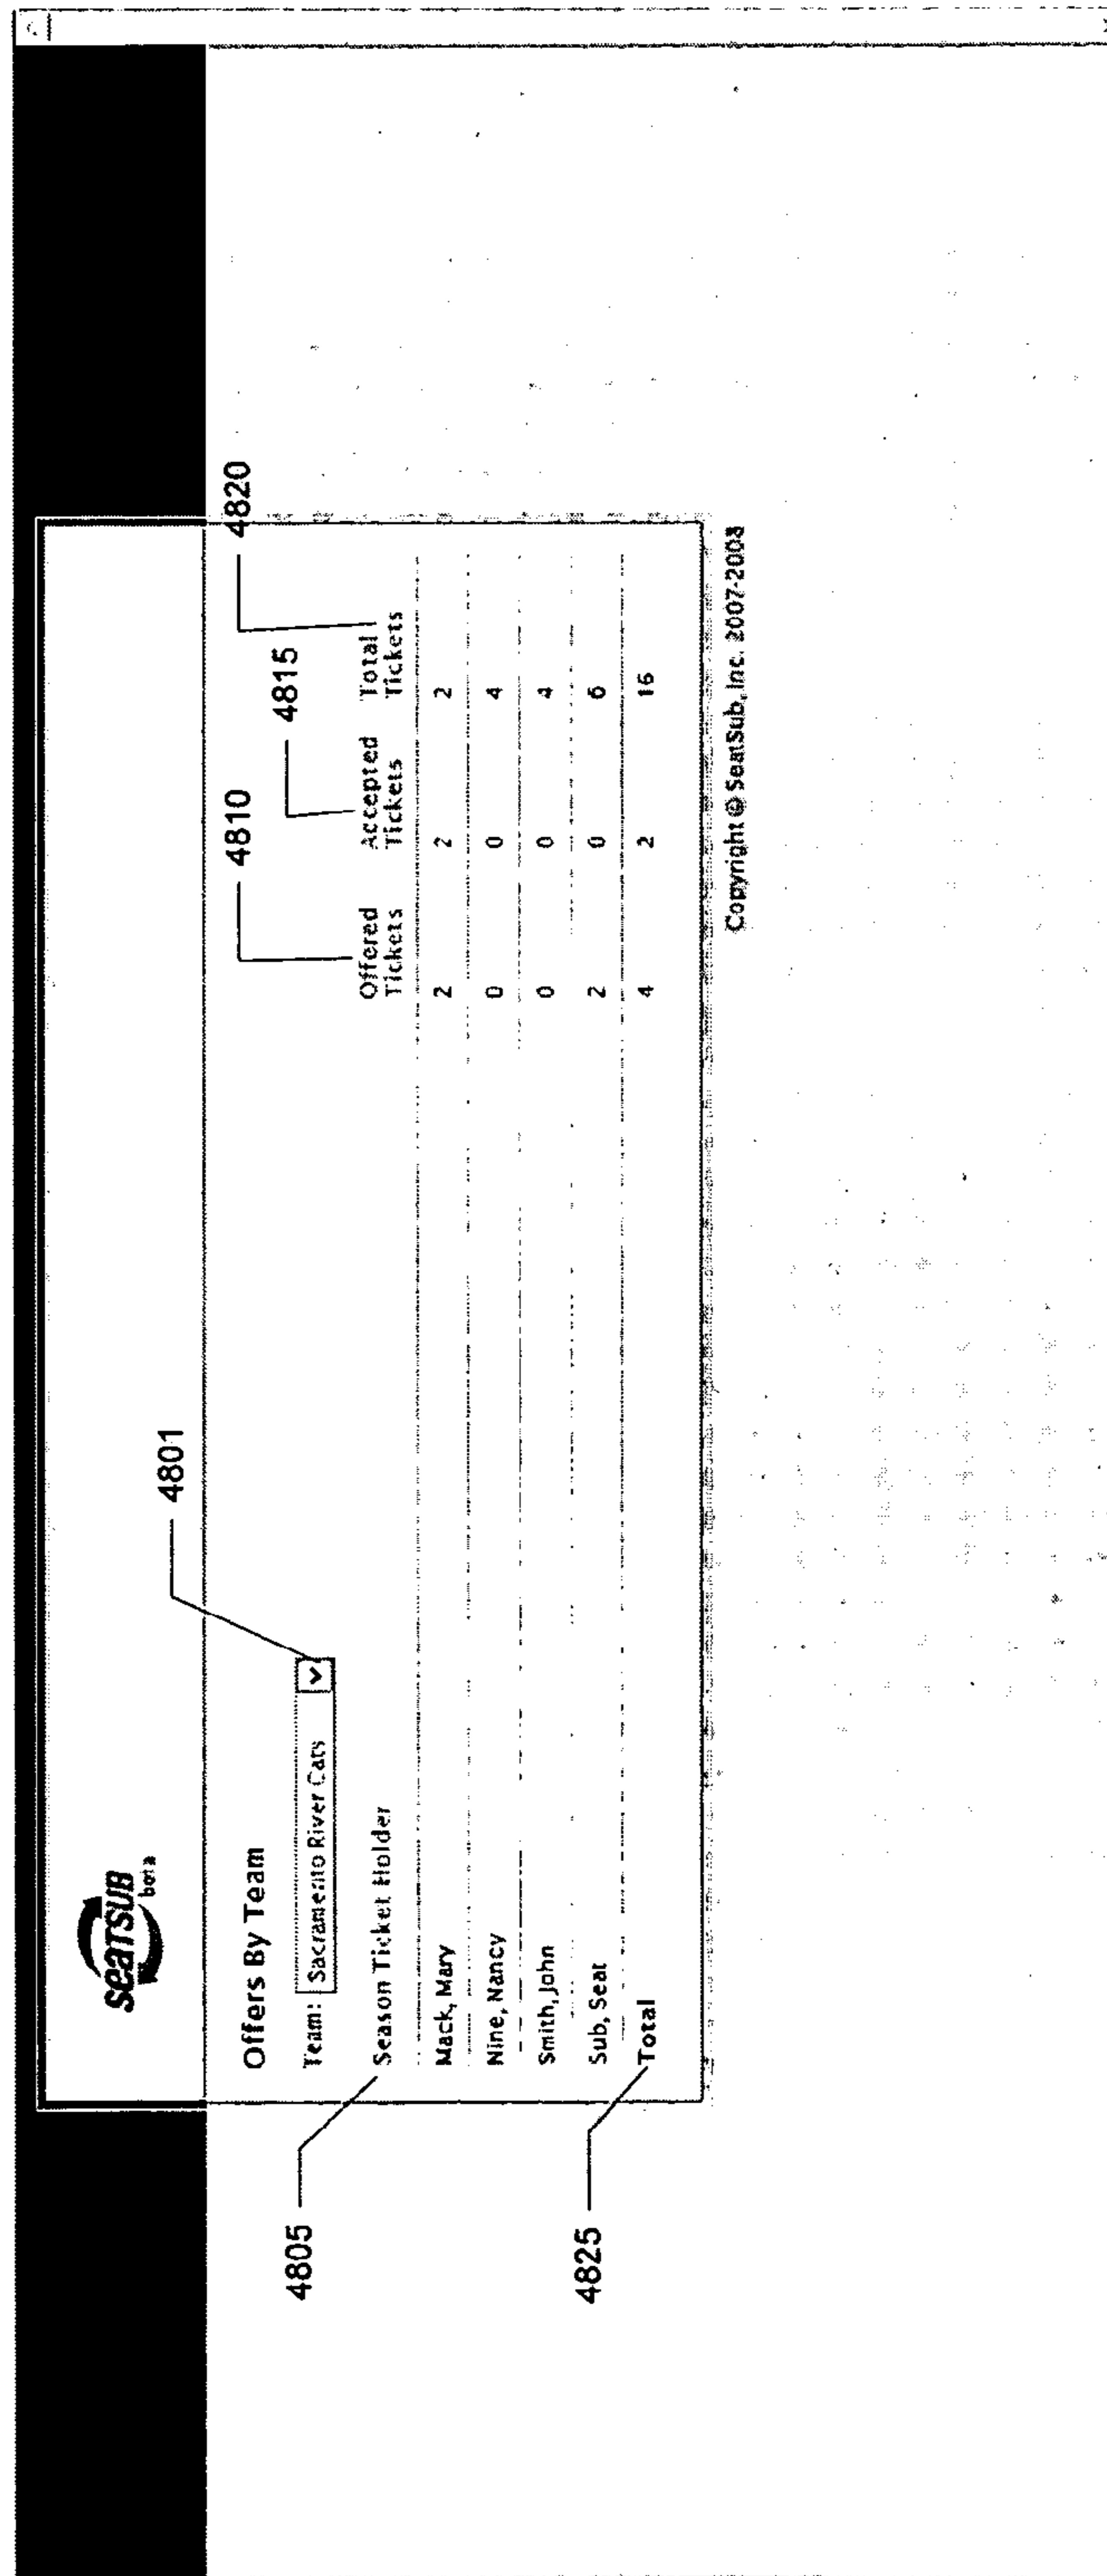 seatsub
beta
4801
Offers By Team
4810
4815
4820
Team: Sacramento River Cats
4805
Season Ticket Holder Offered Tickets Accepted Tickets Total Tickets
Mack, Mary 2 2 2
Nine, Nancy 0 0 4
Smith, John 0 0 4
Sub, Seat 2 0 6
4825
Total 4 2 16
Copyright © SeatSub, Inc. 2007-2008